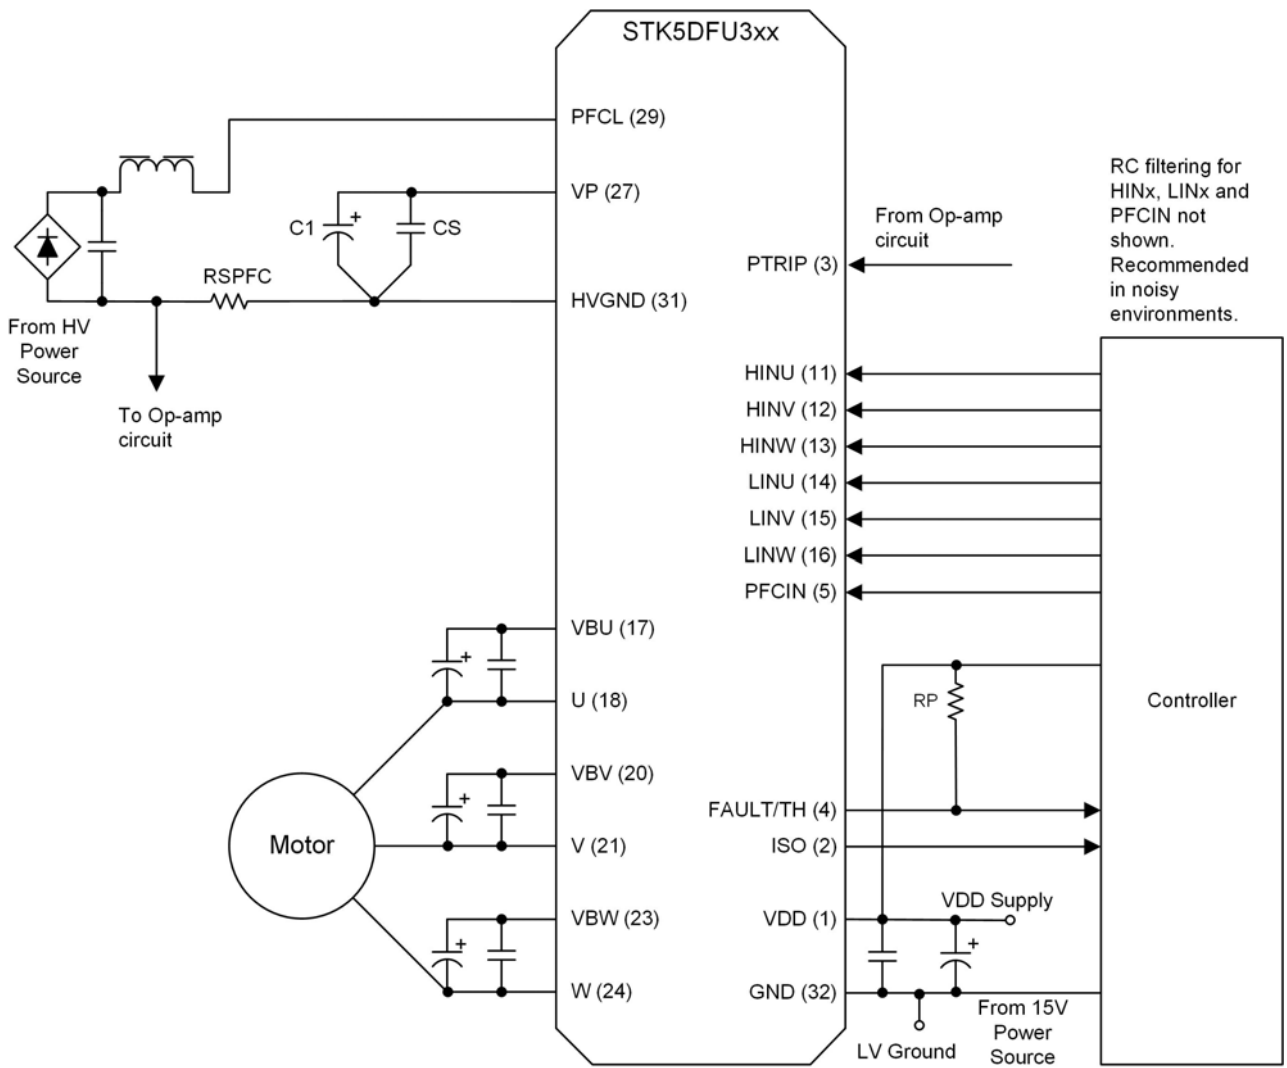 STK5DFU3xx
PFCL (29)
VP (27)
C1
+
CS
RSPFC
HVGND (31)
From HV
Power
Source
To Op-amp
circuit
From Op-amp
circuit
PTRIP (3)
RC filtering for
HINx, LINx and
PFCIN not
shown.
Recommended
in noisy
environments.
HINU (11)
HINV (12)
HINW (13)
LINU (14)
LINV (15)
LINW (16)
PFCIN (5)
VBU (17)
+
U (18)
VBV (20)
+
V (21)
VBW (23)
+
W (24)
Motor
RP
Controller
FAULT/TH (4)
ISO (2)
VDD Supply
VDD (1)
+
GND (32)
From 15V
Power
Source
LV Ground